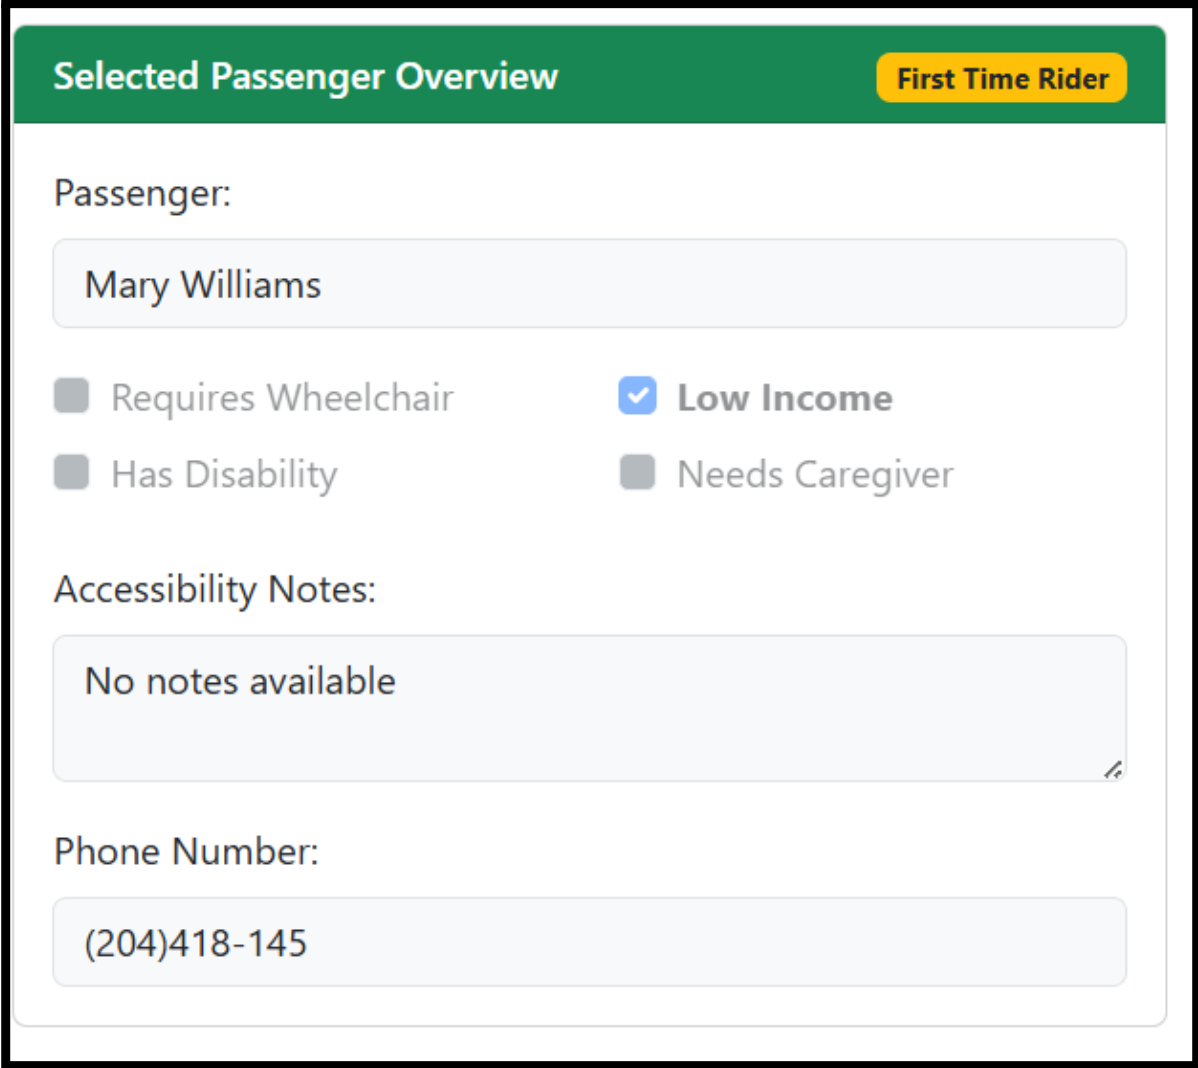 Selected Passenger Overview First Time Rider
Passenger:
Mary Williams
Requires Wheelchair Low Income
Has Disability Needs Caregiver
Accessibility Notes:
No notes available
Phone Number:
(204)418-145